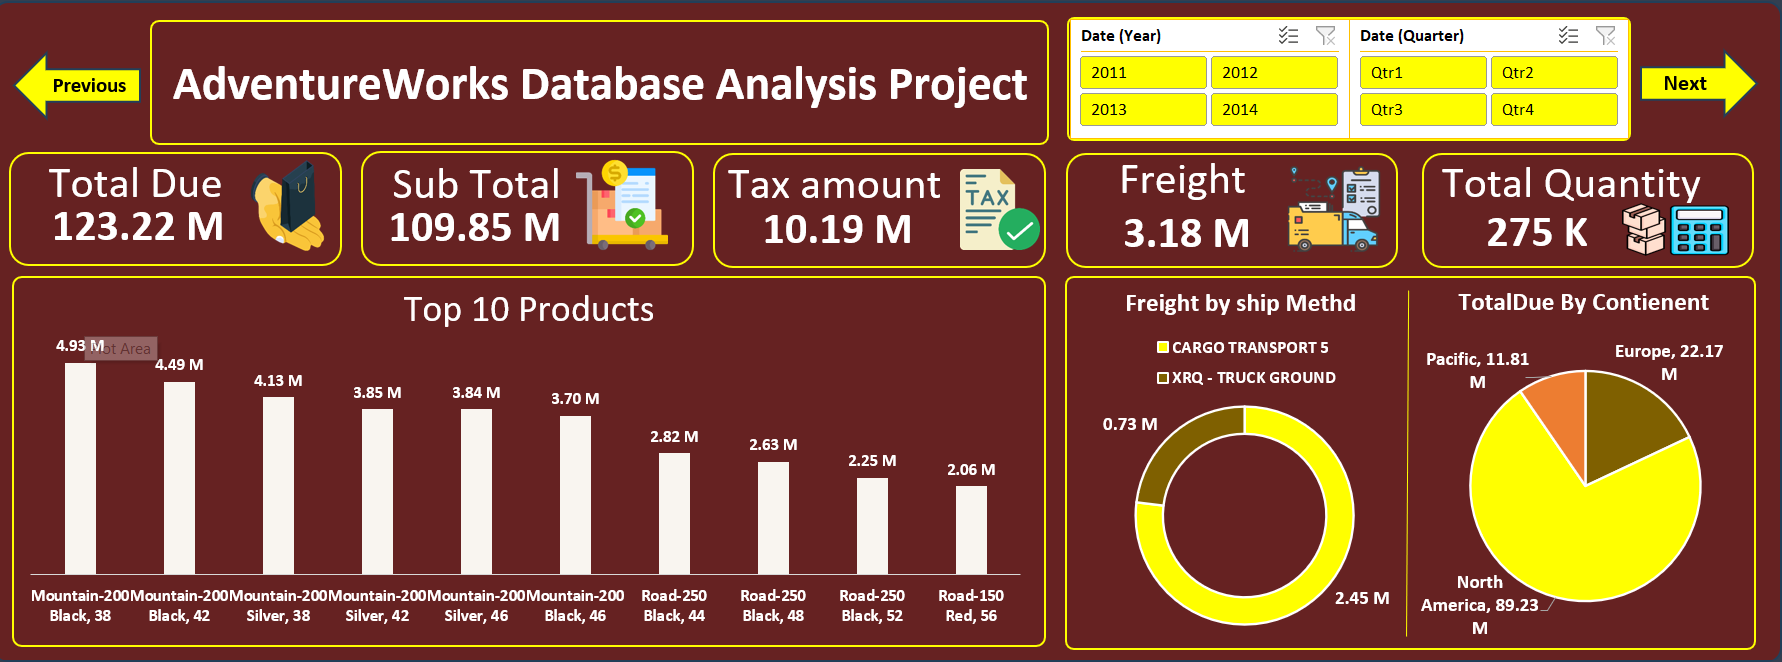 Previous
AdventureWorks Database Analysis Project
Date (Year)
2011
2012
2013
2014
Date (Quarter)
Qtr1
Qtr2
Qtr3
Qtr4
Next
Total Due
123.22 M
Sub Total
109.85 M
Tax amount
10.19 M
TAX
Freight
3.18 M
Total Quantity
275 K
Top 10 Products
4.93 M
4.49 M
4.13 M
3.85 M
3.84 M
3.70 M
2.82 M
2.63 M
2.25 M
2.06 M
Mountain-200
Black, 38
Mountain-200
Black, 42
Mountain-200
Silver, 38
Mountain-200
Silver, 42
Mountain-200
Silver, 46
Mountain-200
Black, 46
Road-250
Black, 44
Road-250
Black, 48
Road-250
Black, 52
Road-150
Red, 56
Freight by ship Methd
CARGO TRANSPORT 5
XRQ - TRUCK GROUND
0.73 M
2.45 M
TotalDue By Contienent
Pacific, 11.81
M
Europe, 22.17
M
North
America, 89.23
M